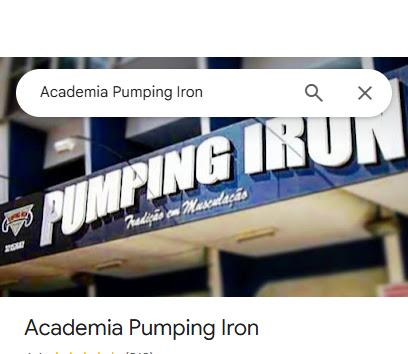 Academia Pumping Iron
PUMPING IRON
Tradição em Musculação
Academia Pumping Iron